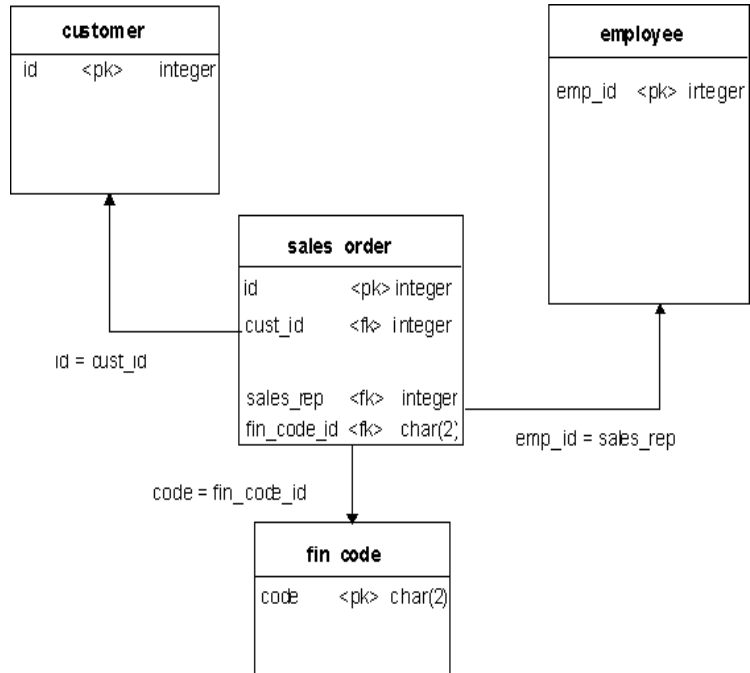 customer
id <pk> integer
employee
emp_id <pk> irteger
sales order
id <pk> integer
cust_id <fk> integer
sales_rep <fk> integer
fin_code_id <fk> char(2)
id = cust_id
emp_id = sales_rep
code = fin_code_id
fin code
code <pk> char(2)